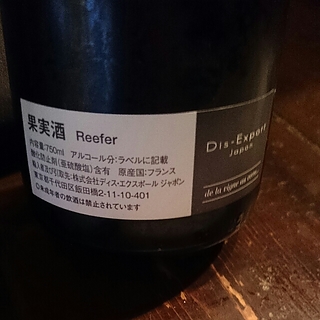 果実酒 Reefer
内容量:750ml アルコール分:ラベルに記載
酸化防止剤(亜硫酸塩)含有 原産国:フランス
輸入者及び引取先:株式会社ディス・エクスポール ジャポン
東京都千代田区飯田橋2-11-10-401
未成年者の飲酒は禁止されています
Dis-Export
Japon
de la vigne au